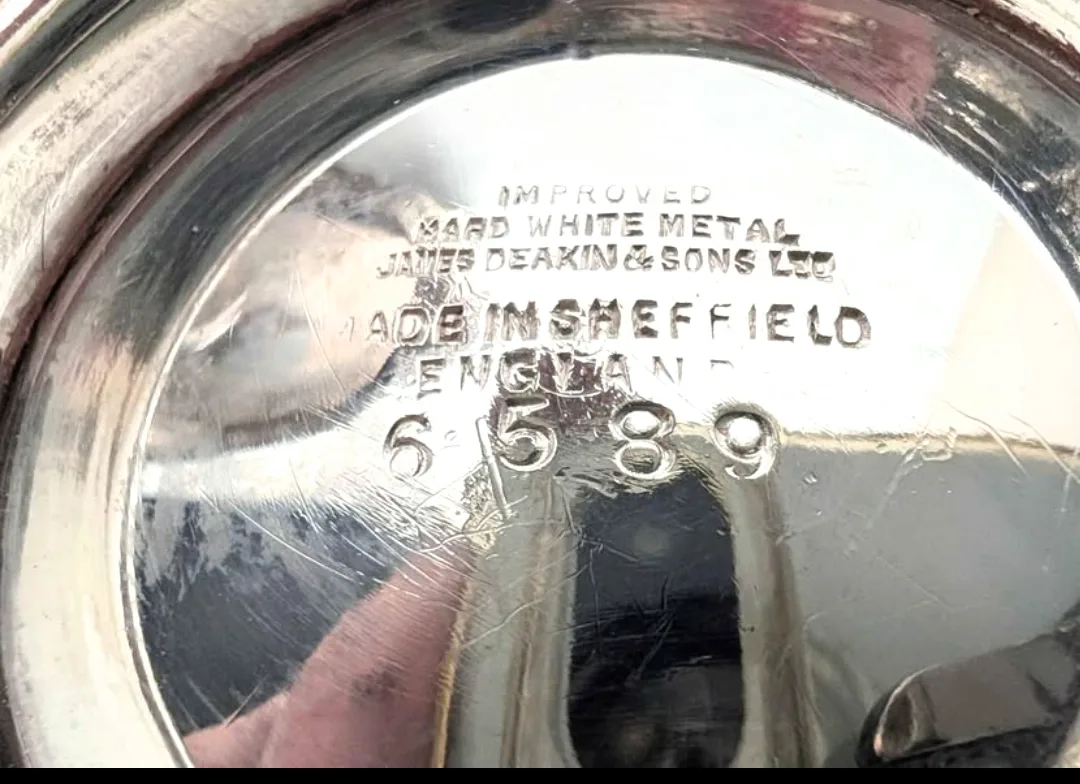 IMPROVED
HARD WHITE METAL
JAMES DEAKIN & SONS LTD
MADE IN SHEFFIELD
ENGLAND
6589